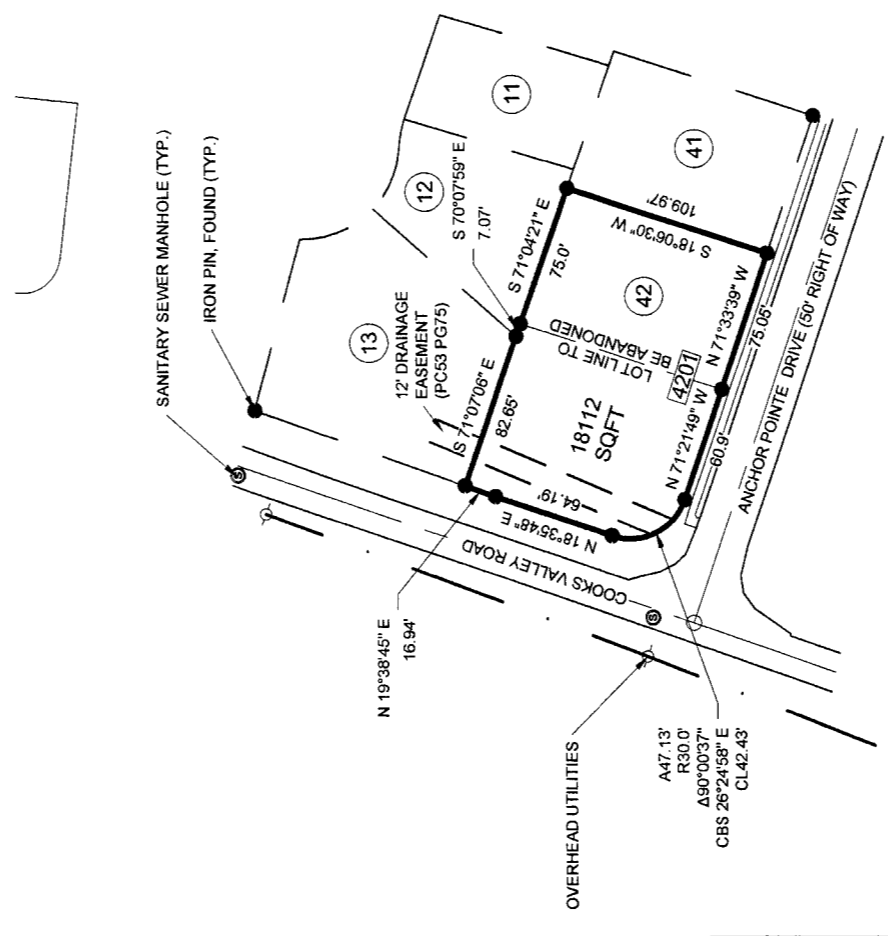 SANITARY SEWER MANHOLE (TYP.)
IRON PIN, FOUND (TYP.)
11
12
S 70°07'59" E
7.07'
41
13
12' DRAINAGE
EASEMENT
(PC53 PG75)
S 71°04'21" E
75.0'
109.97'
S 18°06'30" W
S 71°07'06" E
82.65'
42
LOT LINE TO
BE ABANDONED
18112
SQFT
4201
N 71°33'39" W
75.05'
N 71°21'49" W
60.9'
64.19'
N 18°35'48" E
N 19°38'45" E
16.94'
COOKS VALLEY ROAD
S
S
ANCHOR POINTE DRIVE (50' RIGHT OF WAY)
OVERHEAD UTILITIES
A47.13'
R30.0'
Δ90°00'37"
CBS 26°24'58" E
CL42.43'